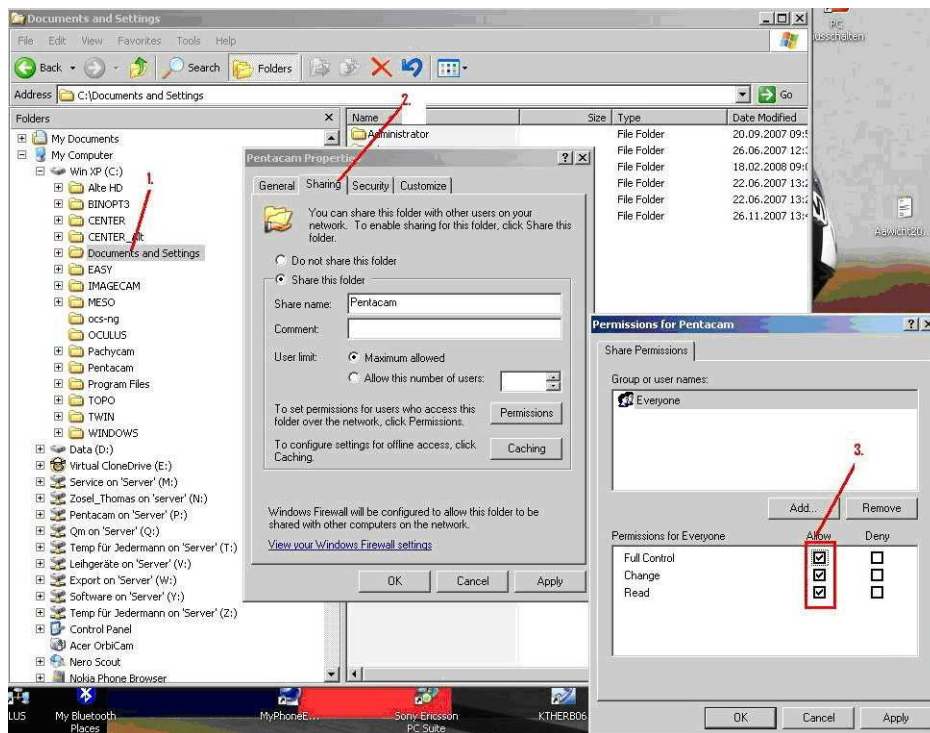 Documents and Settings
File Edit View Favorites Tools Help
Back Search Folders
Address C:\Documents and Settings Go
Folders
My Documents
My Computer
Win XP (C:)
Alte HD
BINOPT3
CENTER
CENTER_Alt
Documents and Settings
EASY
IMAGECAM
MESO
ocs-ng
OCULUS
Pachycam
Pentacam
Program Files
TOPO
TWIN
WINDOWS
Data (D:)
Virtual CloneDrive (E:)
Service on 'Server' (M:)
Zosel_Thomas on 'server' (N:)
Pentacam on 'Server' (P:)
Qm on 'Server' (Q:)
Temp für Jedermann on 'Server' (T:)
Leihgeräte on 'Server' (V:)
Export on 'Server' (W:)
Software on 'Server' (Y:)
Temp für Jedermann on 'Server' (Z:)
Control Panel
Acer OrbiCam
Nero Scout
Nokia Phone Browser
1.
2.
Name Size Type Date Modified
Administrator File Folder 20.09.2007 09:
File Folder 26.06.2007 12:
File Folder 18.02.2008 09:
File Folder 22.06.2007 13:
File Folder 22.06.2007 13:
File Folder 26.11.2007 13:
Pentacam Properties
General Sharing Security Customize
You can share this folder with other users on your
network. To enable sharing for this folder, click Share this
folder.
Do not share this folder
Share this folder
Share name: Pentacam
Comment:
User limit: Maximum allowed
Allow this number of users:
To set permissions for users who access this
folder over the network, click Permissions.
Permissions
To configure settings for offline access, click
Caching.
Caching
Windows Firewall will be configured to allow this folder to be
shared with other computers on the network.
View your Windows Firewall settings
OK Cancel Apply
Permissions for Pentacam
Share Permissions
Group or user names:
Everyone
3.
Add... Remove
Permissions for Everyone Allow Deny
Full Control
Change
Read
OK Cancel Apply
PC
usschalten
LUS
My Bluetooth
Places
MyPhoneE...
Sony Ericsson
PC Suite
KTHERB06